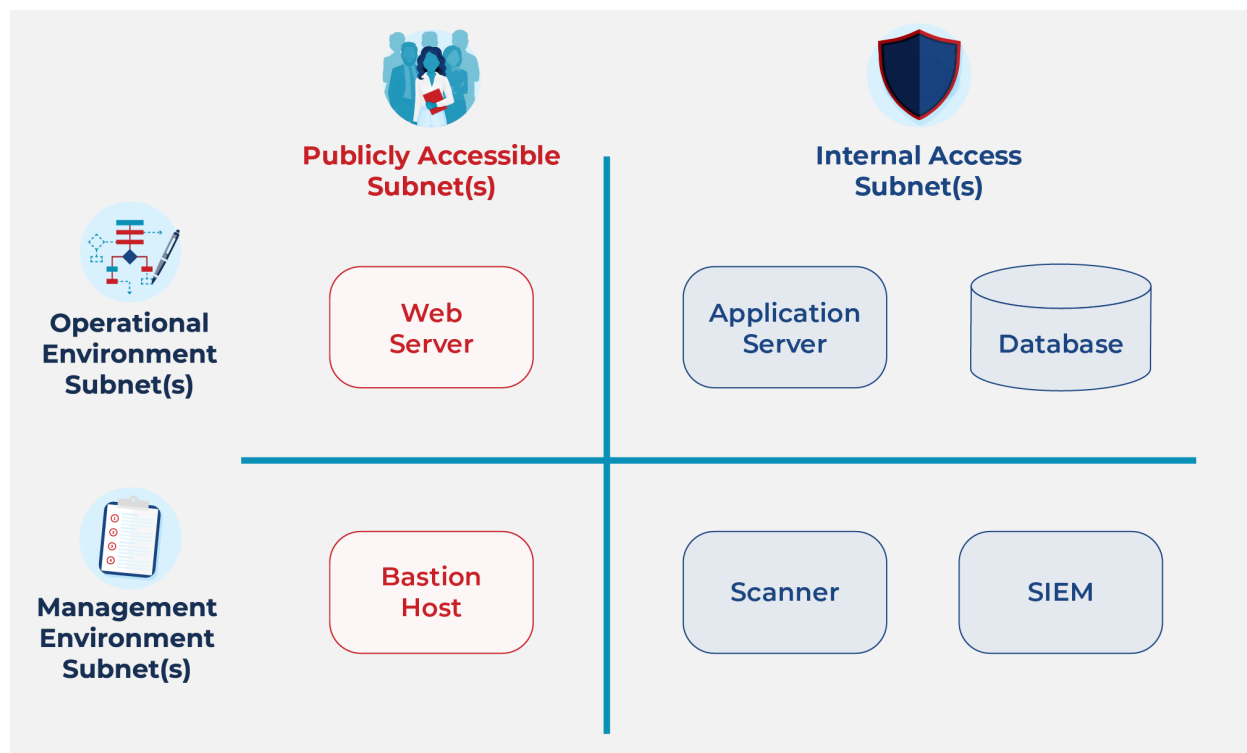 Publicly Accessible
Subnet(s)
Internal Access
Subnet(s)
Operational
Environment
Subnet(s)
Web
Server
Application
Server
Database
Management
Environment
Subnet(s)
Bastion
Host
Scanner
SIEM